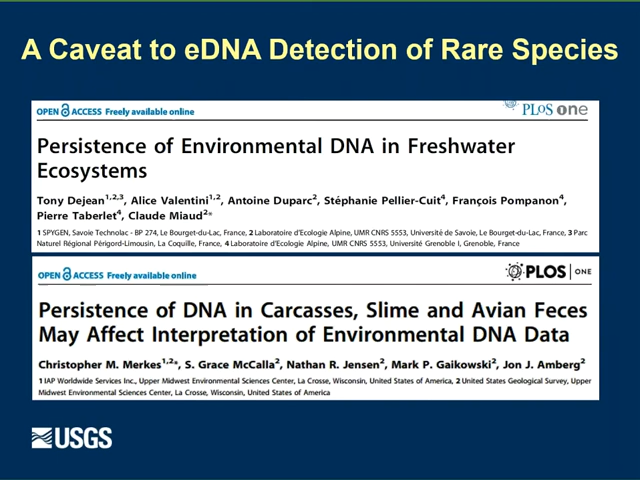 A Caveat to eDNA Detection of Rare Species
OPEN ACCESS Freely available online
PLoS one
Persistence of Environmental DNA in Freshwater
Ecosystems
Tony Dejean1,2,3, Alice Valentini1,2, Antoine Duparc2, Stéphanie Pellier-Cuit4, François Pompanon4,
Pierre Taberlet4, Claude Miaud2*
1 SPYGEN, Savoie Technolac - BP 274, Le Bourget-du-Lac, France, 2 Laboratoire d'Ecologie Alpine, UMR CNRS 5553, Université de Savoie, Le Bourget-du-Lac, France, 3 Parc
Naturel Régional Périgord-Limousin, La Coquille, France, 4 Laboratoire d'Ecologie Alpine, UMR CNRS 5553, Université Grenoble I, Grenoble, France
OPEN ACCESS Freely available online
PLOS ONE
Persistence of DNA in Carcasses, Slime and Avian Feces
May Affect Interpretation of Environmental DNA Data
Christopher M. Merkes1,2*, S. Grace McCalla2, Nathan R. Jensen2, Mark P. Gaikowski2, Jon J. Amberg2
1 IAP Worldwide Services Inc., Upper Midwest Environmental Sciences Center, La Crosse, Wisconsin, United States of America, 2 United States Geological Survey, Upper
Midwest Environmental Sciences Center, La Crosse, Wisconsin, United States of America
USGS